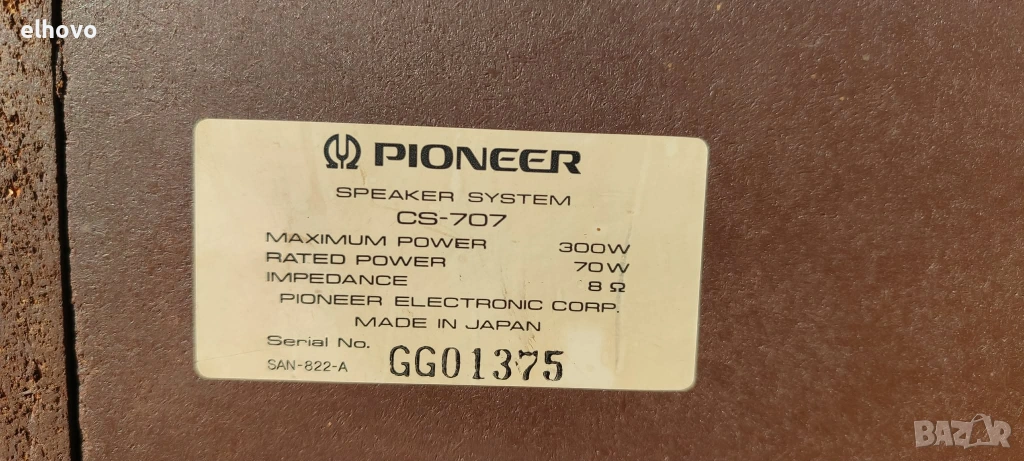 elhovo
PIONEER
SPEAKER SYSTEM
CS-707
MAXIMUM POWER 300W
RATED POWER 70W
IMPEDANCE 8 Ω
PIONEER ELECTRONIC CORP.
MADE IN JAPAN
Serial No. GG01375
SAN-822-A
BAZAR